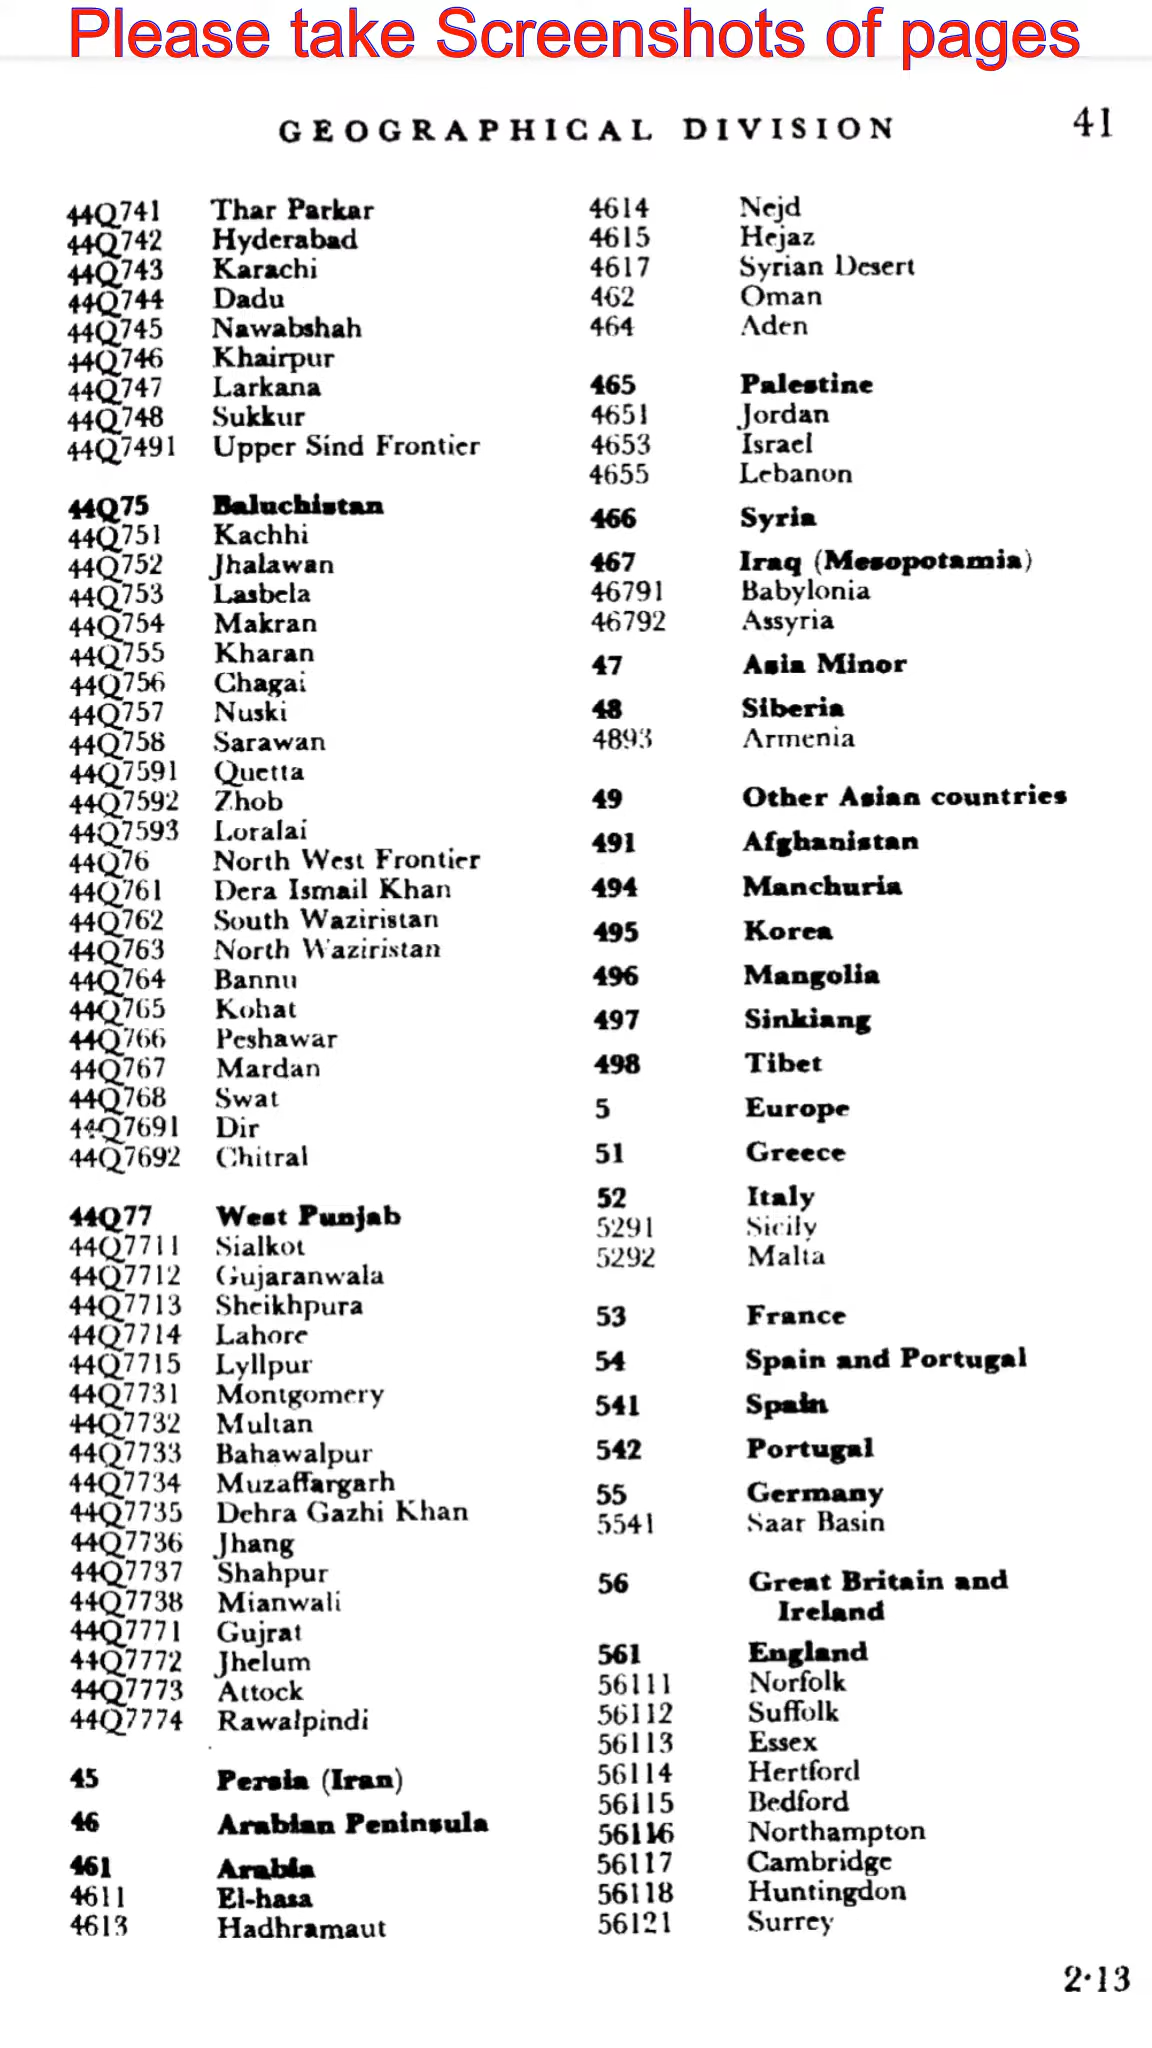 Please take Screenshots of pages
GEOGRAPHICAL DIVISION 41
44Q741 Thar Parkar
44Q742 Hyderabad
44Q743 Karachi
44Q744 Dadu
44Q745 Nawabshah
44Q746 Khairpur
44Q747 Larkana
44Q748 Sukkur
44Q7491 Upper Sind Frontier
44Q75 Baluchistan
44Q751 Kachhi
44Q752 Jhalawan
44Q753 Lasbela
44Q754 Makran
44Q755 Kharan
44Q756 Chagai
44Q757 Nuski
44Q758 Sarawan
44Q7591 Quetta
44Q7592 Zhob
44Q7593 Loralai
44Q76 North West Frontier
44Q761 Dera Ismail Khan
44Q762 South Waziristan
44Q763 North Waziristan
44Q764 Bannu
44Q765 Kohat
44Q766 Peshawar
44Q767 Mardan
44Q768 Swat
44Q7691 Dir
44Q7692 Chitral
44Q77 West Punjab
44Q7711 Sialkot
44Q7712 Gujaranwala
44Q7713 Sheikhpura
44Q7714 Lahore
44Q7715 Lyllpur
44Q7731 Montgomery
44Q7732 Multan
44Q7733 Bahawalpur
44Q7734 Muzaffargarh
44Q7735 Dehra Gazhi Khan
44Q7736 Jhang
44Q7737 Shahpur
44Q7738 Mianwali
44Q7771 Gujrat
44Q7772 Jhelum
44Q7773 Attock
44Q7774 Rawalpindi
45 Persia (Iran)
46 Arabian Peninsula
461 Arabia
4611 El-hasa
4613 Hadhramaut
4614 Nejd
4615 Hejaz
4617 Syrian Desert
462 Oman
464 Aden
465 Palestine
4651 Jordan
4653 Israel
4655 Lebanon
466 Syria
467 Iraq (Mesopotamia)
46791 Babylonia
46792 Assyria
47 Asia Minor
48 Siberia
4893 Armenia
49 Other Asian countries
491 Afghanistan
494 Manchuria
495 Korea
496 Mangolia
497 Sinkiang
498 Tibet
5 Europe
51 Greece
52 Italy
5291 Sicily
5292 Malta
53 France
54 Spain and Portugal
541 Spain
542 Portugal
55 Germany
5541 Saar Basin
56 Great Britain and
Ireland
561 England
56111 Norfolk
56112 Suffolk
56113 Essex
56114 Hertford
56115 Bedford
56116 Northampton
56117 Cambridge
56118 Huntingdon
56121 Surrey
2·13